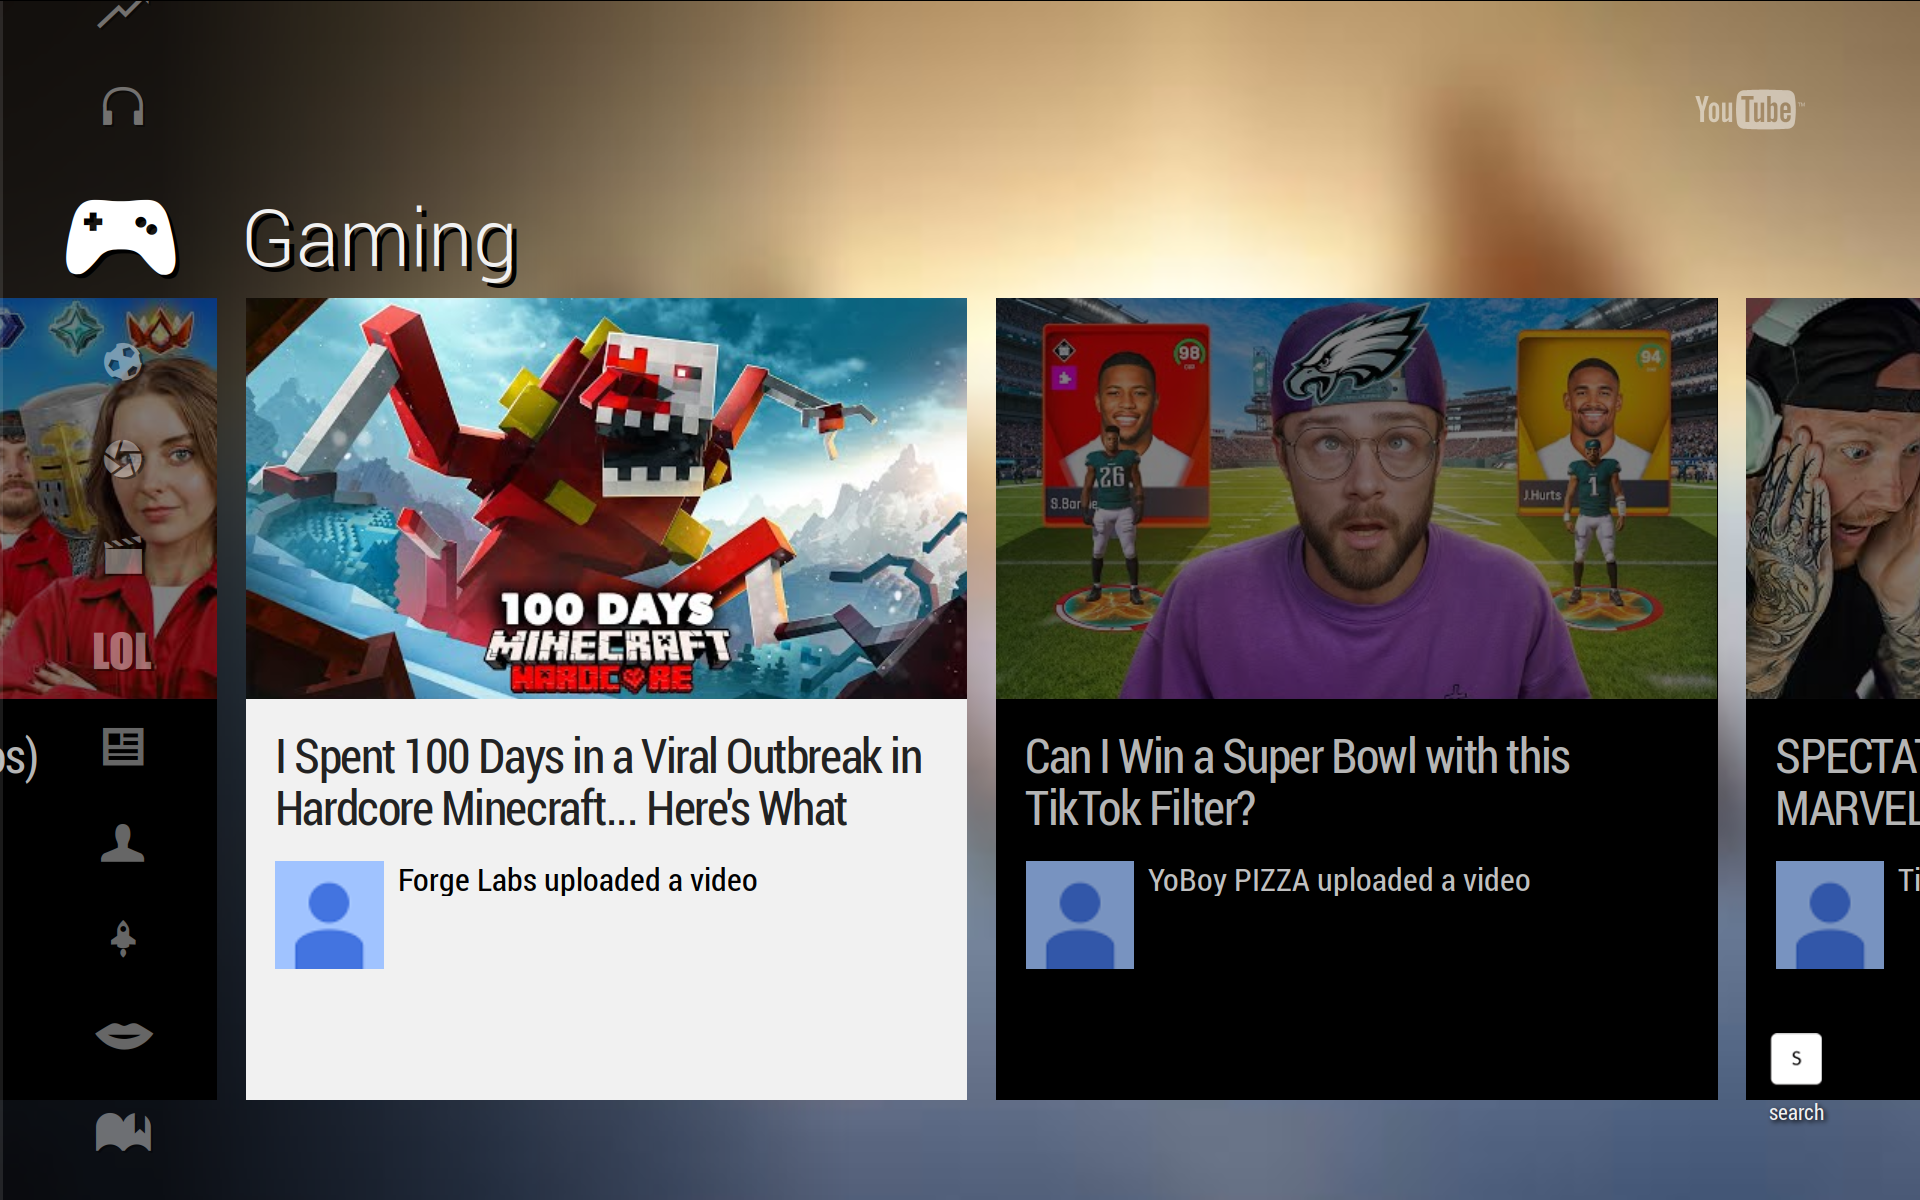 YouTube™
Gaming
100 DAYS
MINECRAFT
HARDCORE
98
94
26
1
J.Hurts
LOL
os)
I Spent 100 Days in a Viral Outbreak in
Hardcore Minecraft... Here's What
Forge Labs uploaded a video
Can I Win a Super Bowl with this
TikTok Filter?
YoBoy PIZZA uploaded a video
SPECTA
MARVEL
Ti
S
search